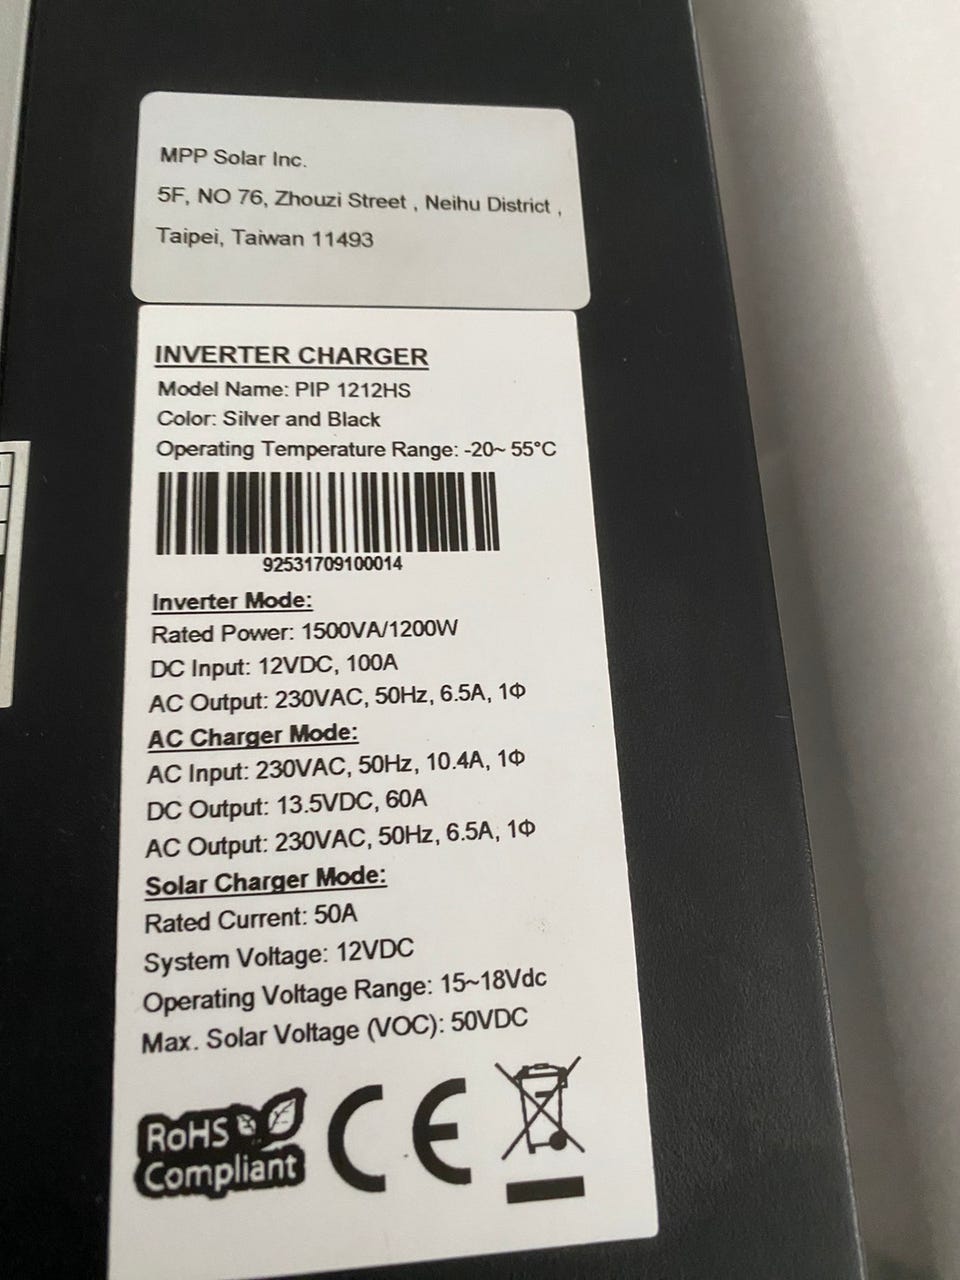 MPP Solar Inc.
5F, NO 76, Zhouzi Street , Neihu District ,
Taipei, Taiwan 11493
INVERTER CHARGER
Model Name: PIP 1212HS
Color: Silver and Black
Operating Temperature Range: -20~ 55°C
92531709100014
Inverter Mode:
Rated Power: 1500VA/1200W
DC Input: 12VDC, 100A
AC Output: 230VAC, 50Hz, 6.5A, 1Φ
AC Charger Mode:
AC Input: 230VAC, 50Hz, 10.4A, 1Φ
DC Output: 13.5VDC, 60A
AC Output: 230VAC, 50Hz, 6.5A, 1Φ
Solar Charger Mode:
Rated Current: 50A
System Voltage: 12VDC
Operating Voltage Range: 15~18Vdc
Max. Solar Voltage (VOC): 50VDC
RoHS
Compliant
CE